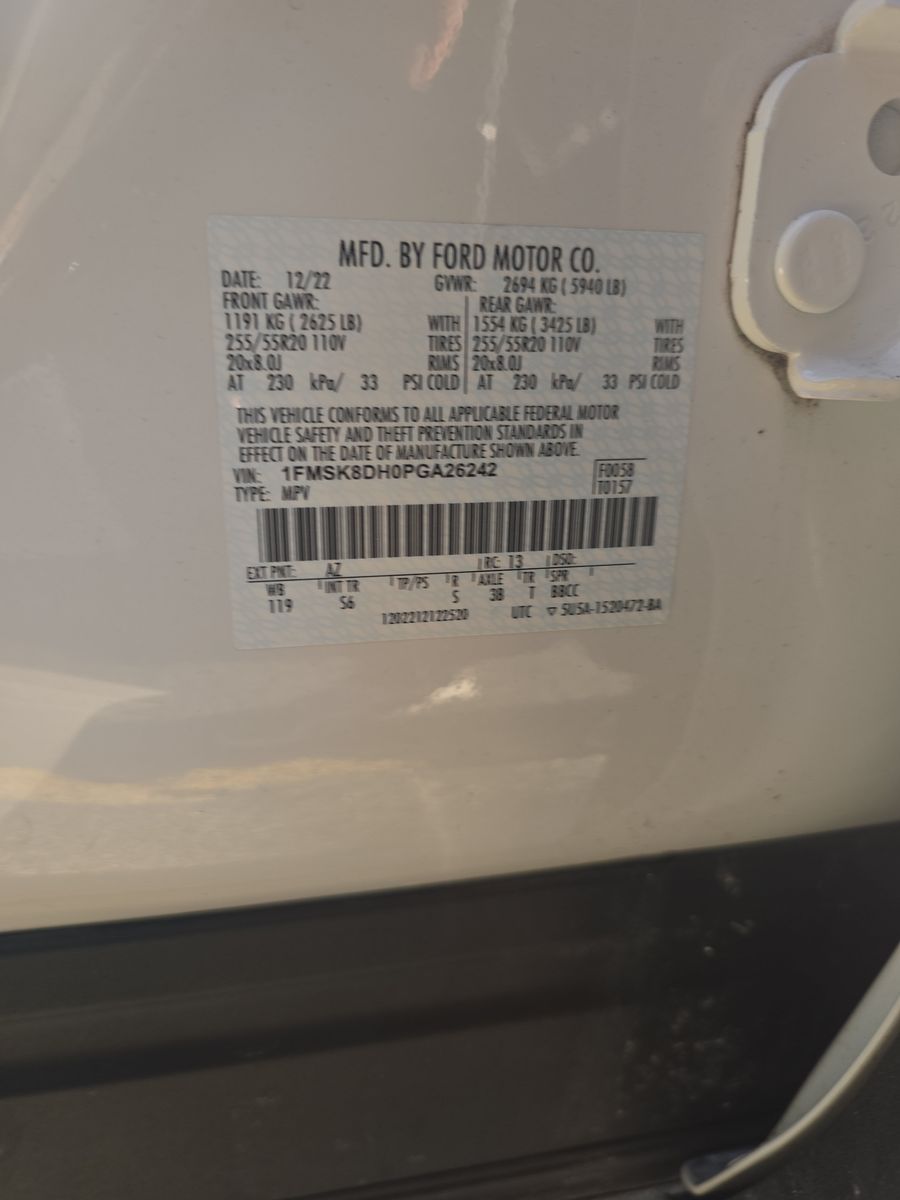 MFD. BY FORD MOTOR CO.
DATE: 12/22 GVWR: 2694 KG ( 5940 LB)
FRONT GAWR: REAR GAWR:
1191 KG ( 2625 LB) WITH 1554 KG ( 3425 LB) WITH
255/55R20 110V TIRES 255/55R20 110V TIRES
20x8.0J RIMS 20x8.0J RIMS
AT 230 kPa/ 33 PSI COLD AT 230 kPa/ 33 PSI COLD
THIS VEHICLE CONFORMS TO ALL APPLICABLE FEDERAL MOTOR
VEHICLE SAFETY AND THEFT PREVENTION STANDARDS IN
EFFECT ON THE DATE OF MANUFACTURE SHOWN ABOVE.
VIN: 1FMSK8DH0PGA26242 F0058
TYPE: MPV T0157
EXT PNT: AZ RC: 13 DSO:
WB INT TR TP/PS R AXLE TR SPR
119 S6 S 3B T BBCC
1202212122520 UTC ▽ 5U5A-1520472-BA